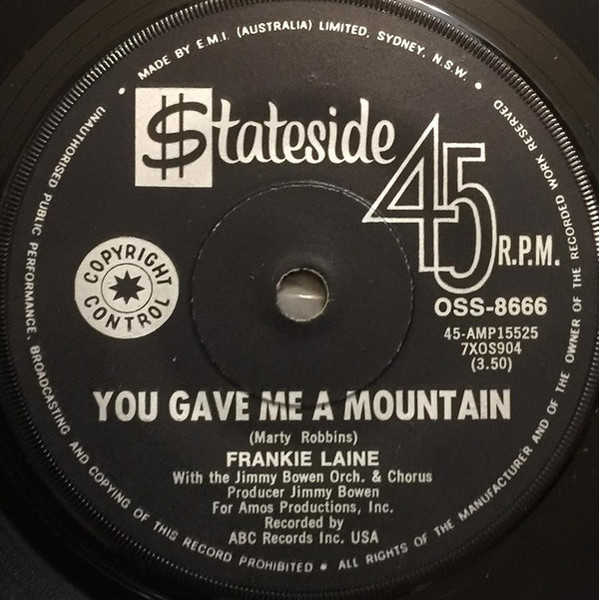 MADE BY E.M.I. (AUSTRALIA) LIMITED, SYDNEY, N.S.W. •
$tateside
45 R.P.M.
COPYRIGHT CONTROL
OSS-8666
45-AMP15525
7XOS904
(3.50)
YOU GAVE ME A MOUNTAIN
(Marty Robbins)
FRANKIE LAINE
With the Jimmy Bowen Orch. & Chorus
Producer Jimmy Bowen
For Amos Productions, Inc.
Recorded by
ABC Records Inc. USA
UNAUTHORISED PUBLIC PERFORMANCE, BROADCASTING AND COPYING OF THIS RECORD PROHIBITED • ALL RIGHTS OF THE MANUFACTURER AND OF THE OWNER OF THE RECORDED WORK RESERVED •